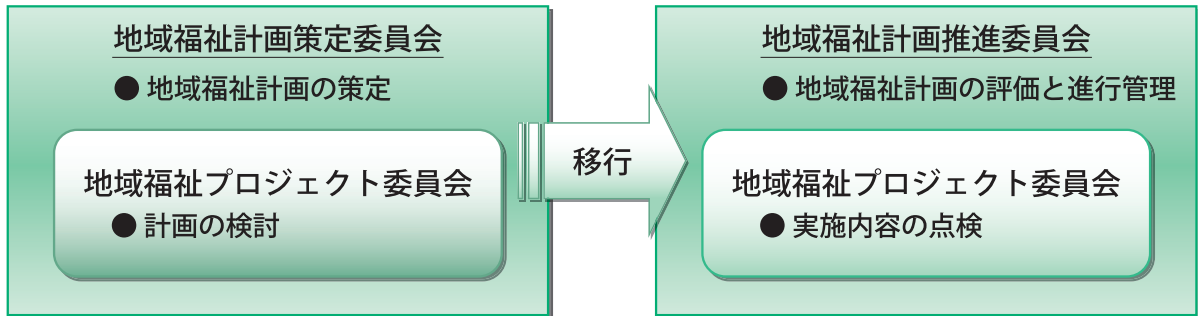 地域福祉計画策定委員会
● 地域福祉計画の策定
地域福祉プロジェクト委員会
● 計画の検討
移行
地域福祉計画推進委員会
● 地域福祉計画の評価と進行管理
地域福祉プロジェクト委員会
● 実施内容の点検